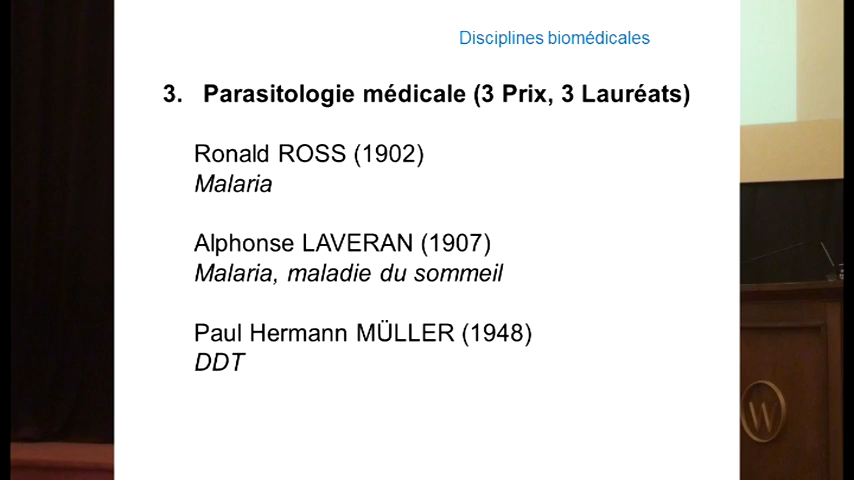 Disciplines biomédicales
3. Parasitologie médicale (3 Prix, 3 Lauréats)
Ronald ROSS (1902)
Malaria
Alphonse LAVERAN (1907)
Malaria, maladie du sommeil
Paul Hermann MÜLLER (1948)
DDT
W